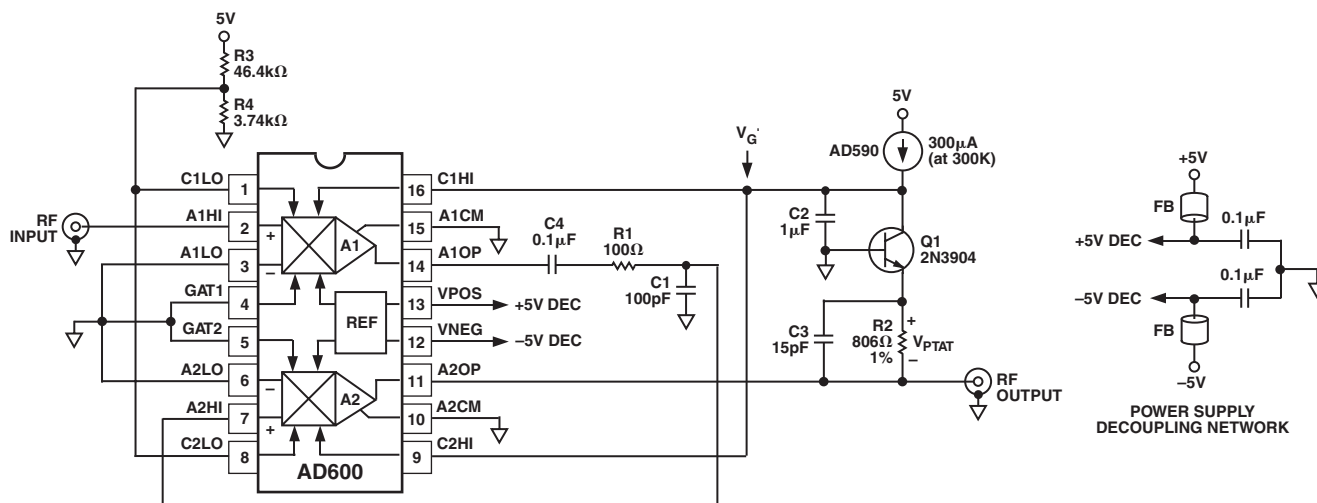 5V
R3
46.4kΩ
R4
3.74kΩ
C1LO
1
A1HI
2
RF
INPUT
A1LO
3
GAT1
4
GAT2
5
A2LO
6
A2HI
7
C2LO
8
+
−
A1
REF
−
+
A2
AD600
16
C1HI
15
A1CM
14
A1OP
13
VPOS
+5V DEC
12
VNEG
−5V DEC
11
A2OP
10
A2CM
9
C2HI
C4
0.1μF
R1
100Ω
C1
100pF
VG'
5V
AD590
300μA
(at 300K)
C2
1μF
Q1
2N3904
C3
15pF
R2
806Ω
1%
+
VPTAT
−
RF
OUTPUT
+5V
FB
0.1μF
+5V DEC
0.1μF
−5V DEC
FB
−5V
POWER SUPPLY
DECOUPLING NETWORK